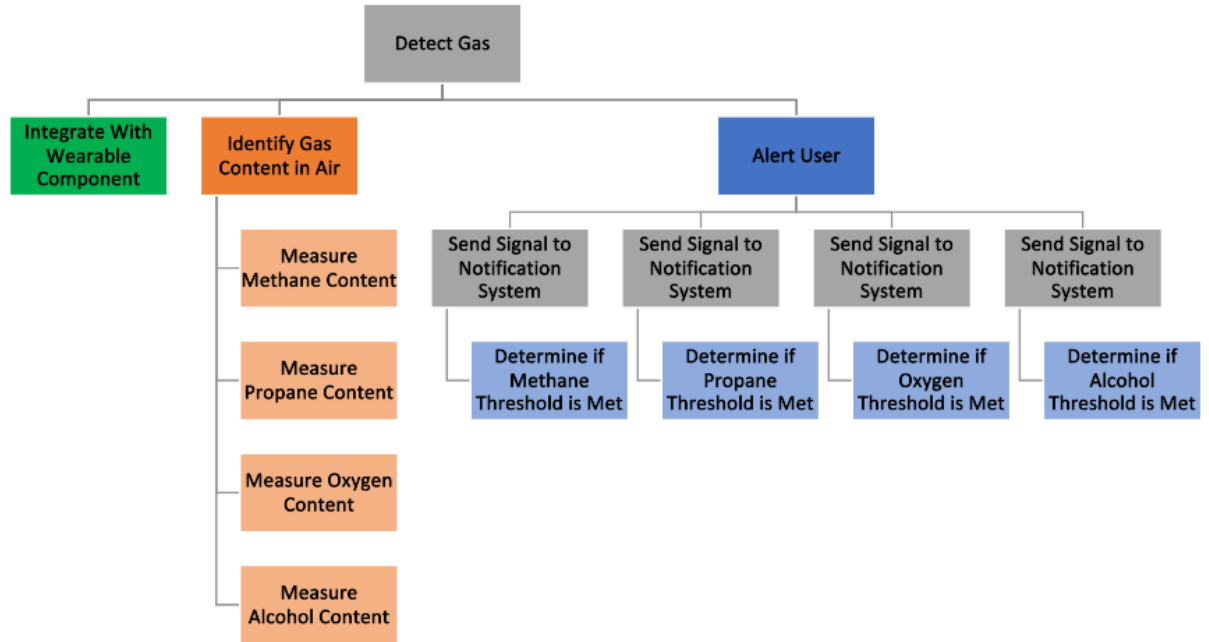 Detect Gas
Integrate With
Wearable
Component
Identify Gas
Content in Air
Alert User
Measure
Methane Content
Measure
Propane Content
Measure Oxygen
Content
Measure
Alcohol Content
Send Signal to
Notification
System
Send Signal to
Notification
System
Send Signal to
Notification
System
Send Signal to
Notification
System
Determine if
Methane
Threshold is Met
Determine if
Propane
Threshold is Met
Determine if
Oxygen
Threshold is Met
Determine if
Alcohol
Threshold is Met